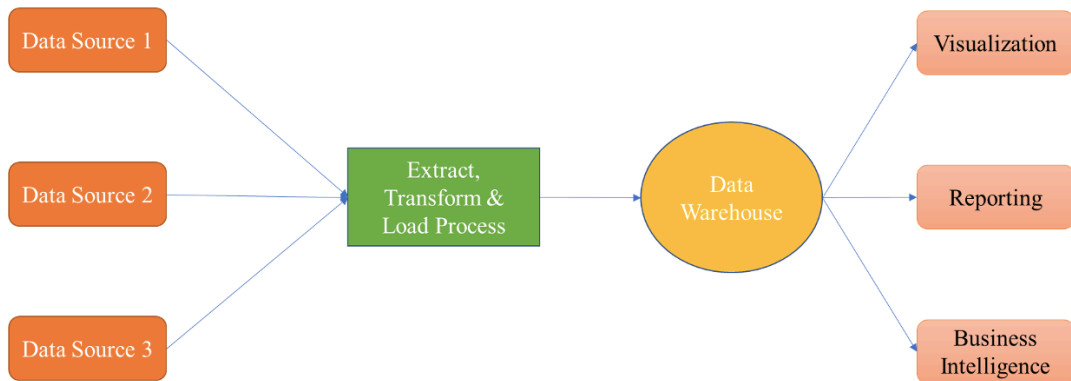 Data Source 1
Data Source 2
Data Source 3
Extract,
Transform &
Load Process
Data
Warehouse
Visualization
Reporting
Business
Intelligence